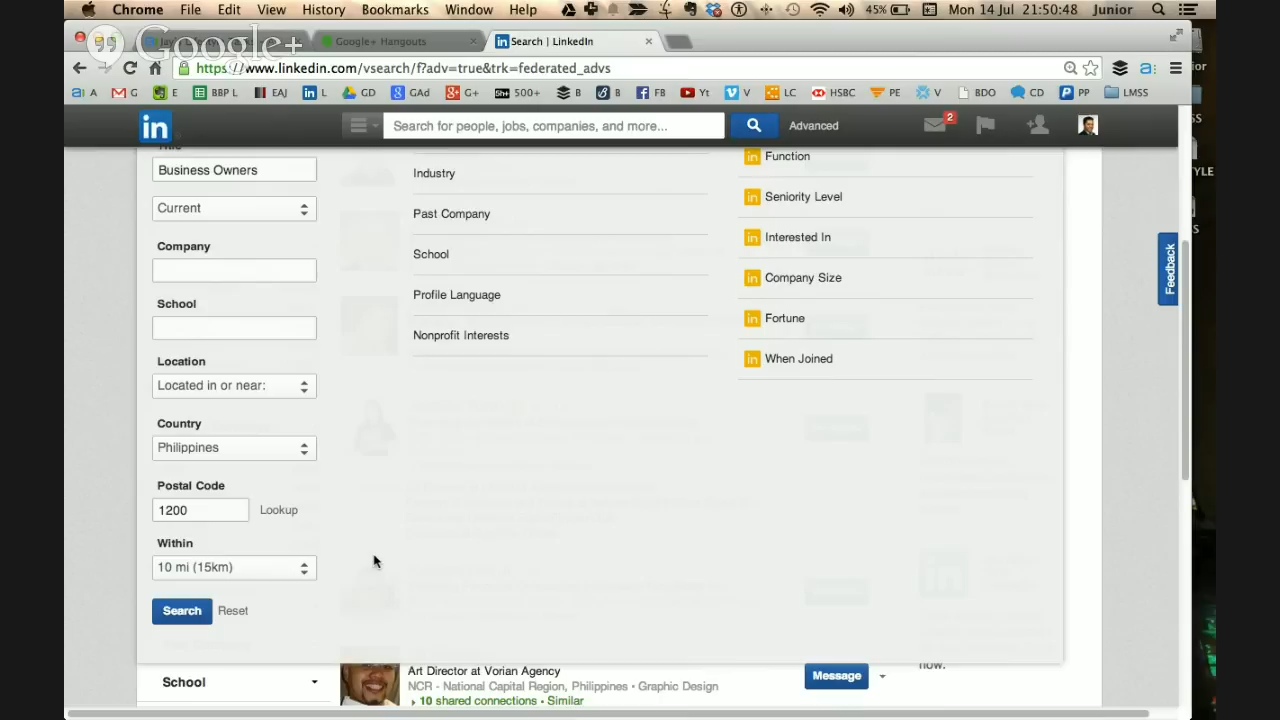 Chrome File Edit View History Bookmarks Window Help 45% Mon 14 Jul 21:50:48 Junior
Google+
Google+ Hangouts
Search | LinkedIn
https://www.linkedin.com/vsearch/f?adv=true&trk=federated_advs
A G E BBP L EAJ L GD GAd G+ 500+ B B FB Yt V LC HSBC PE V BDO CD PP LMSS
in Search for people, jobs, companies, and more... Advanced 2
Business Owners
Current
Company
School
Location
Located in or near:
Country
Philippines
Postal Code
1200 Lookup
Within
10 mi (15km)
Search Reset
School
Industry
Past Company
School
Profile Language
Nonprofit Interests
Function
Seniority Level
Interested In
Company Size
Fortune
When Joined
Feedback
Art Director at Vorian Agency
NCR - National Capital Region, Philippines • Graphic Design
10 shared connections • Similar
Message
now.